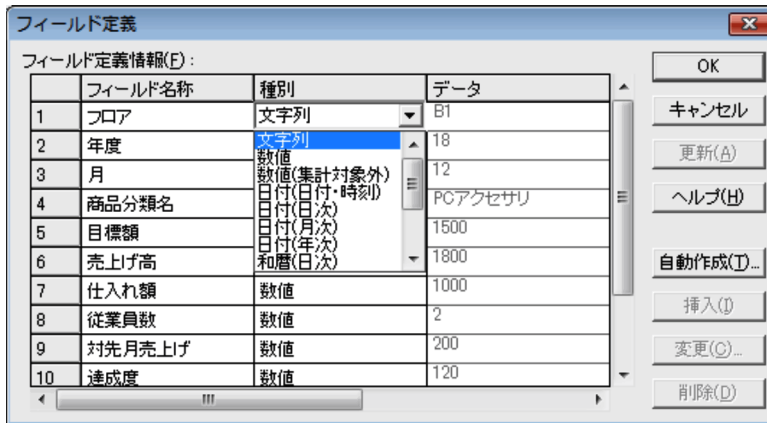 フィールド定義
フィールド定義情報(F):
フィールド名称 種別 データ
1 フロア 文字列 B1
2 年度 18
3 月 12
4 商品分類名 PCアクセサリ
5 目標額 1500
6 売上げ高 1800
7 仕入れ額 数値 1000
8 従業員数 数値 2
9 対先月売上げ 数値 200
10 達成度 数値 120
文字列
数値
数値(集計対象外)
日付(日付・時刻)
日付(日次)
日付(月次)
日付(年次)
和暦(日次)
OK
キャンセル
更新(A)
ヘルプ(H)
自動作成(T)...
挿入(I)
変更(C)...
削除(D)